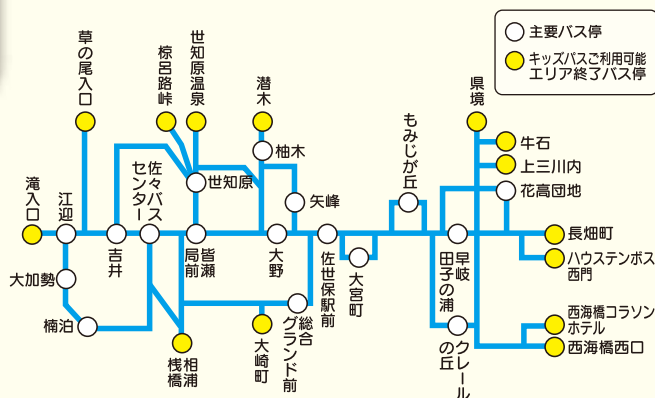 主要バス停
キッズパスご利用可能
エリア終了バス停
草の尾入口
椋呂路峠
世知原温泉
潜木
もみじが丘
県境
柚木
牛石
上三川内
花高団地
世知原
矢峰
滝入口
江迎
吉井
佐々バス
センター
皆瀬
局前
大野
佐世保駅前
大宮町
早岐
田子の浦
長畑町
ハウステンボス
西門
大加勢
楠泊
相浦
桟橋
大崎町
総合
グランド前
クレール
の丘
西海橋コラソン
ホテル
西海橋西口